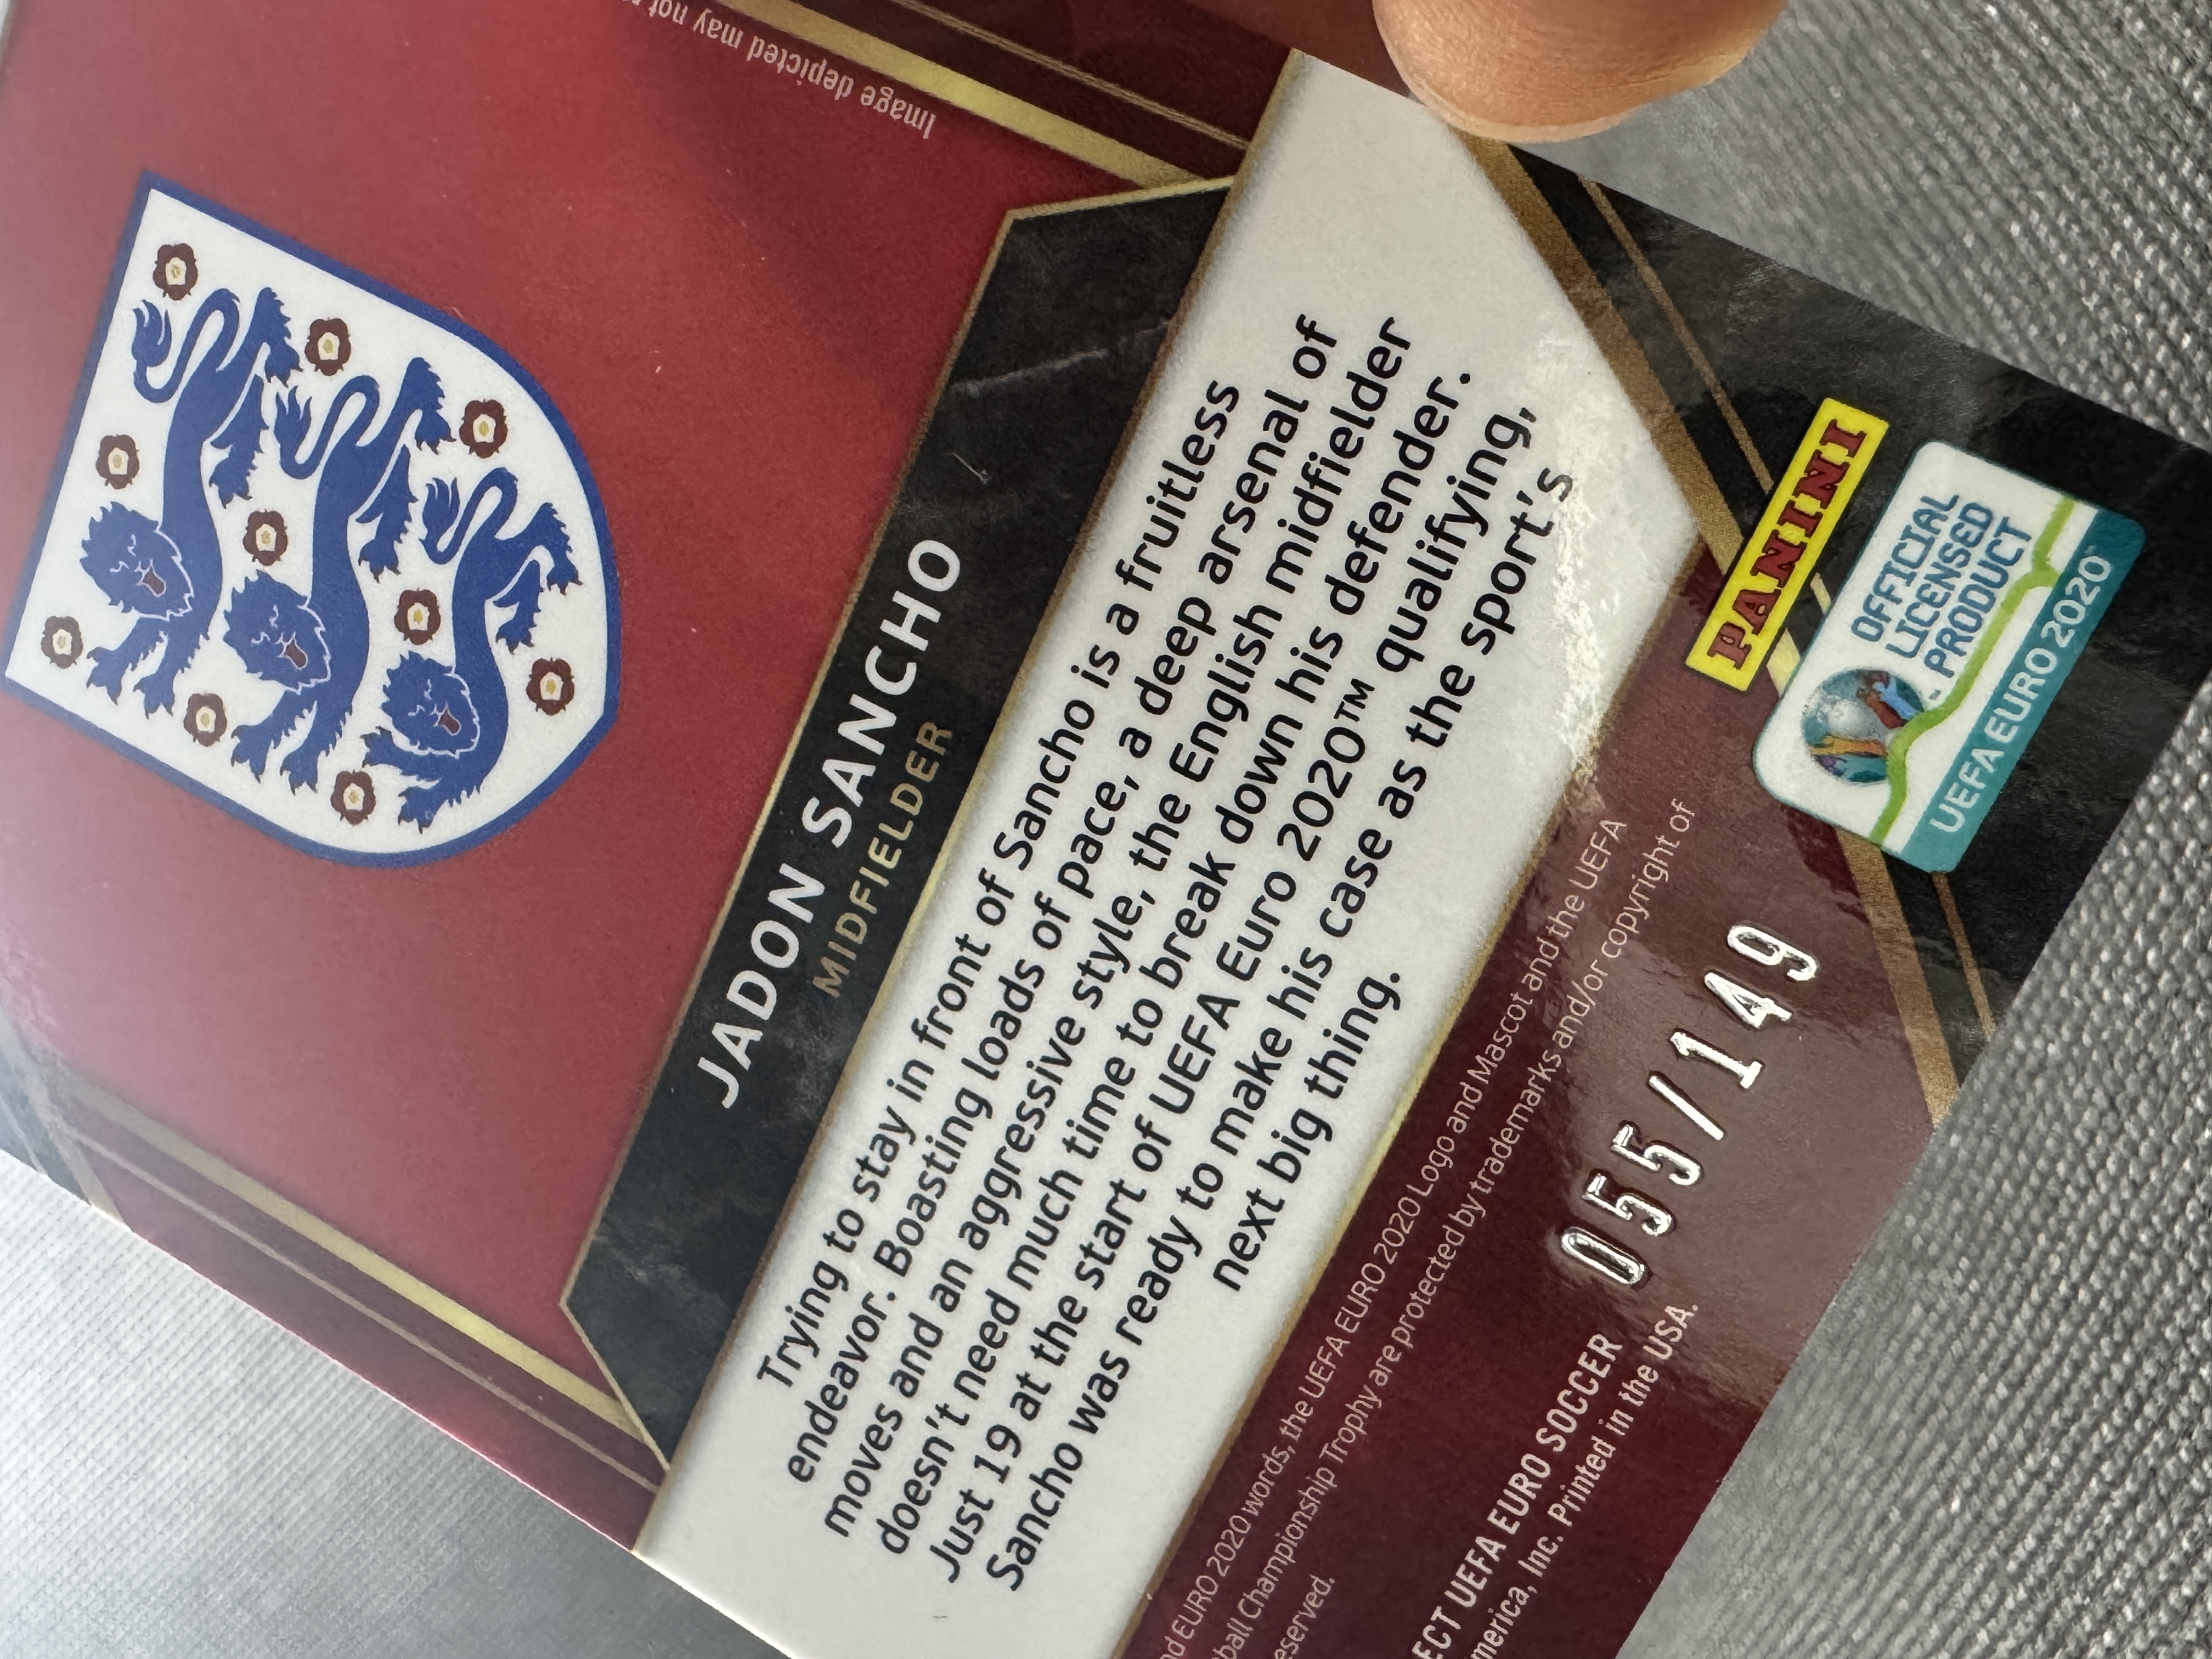 Image depicted may not
JADON SANCHO
MIDFIELDER
Trying to stay in front of Sancho is a fruitless
endeavor. Boasting loads of pace, a deep arsenal of
moves and an aggressive style, the English midfielder
doesn't need much time to break down his defender.
Just 19 at the start of UEFA Euro 2020™ qualifying,
Sancho was ready to make his case as the sport's
next big thing.
EURO 2020 words, the UEFA EURO 2020 Logo and Mascot and the UEFA
Championship Trophy are protected by trademarks and/or copyright of
055/149
UEFA EURO SOCCER
Inc. Printed in the USA.
PANINI
OFFICIAL
LICENSED
PRODUCT
UEFA EURO 2020